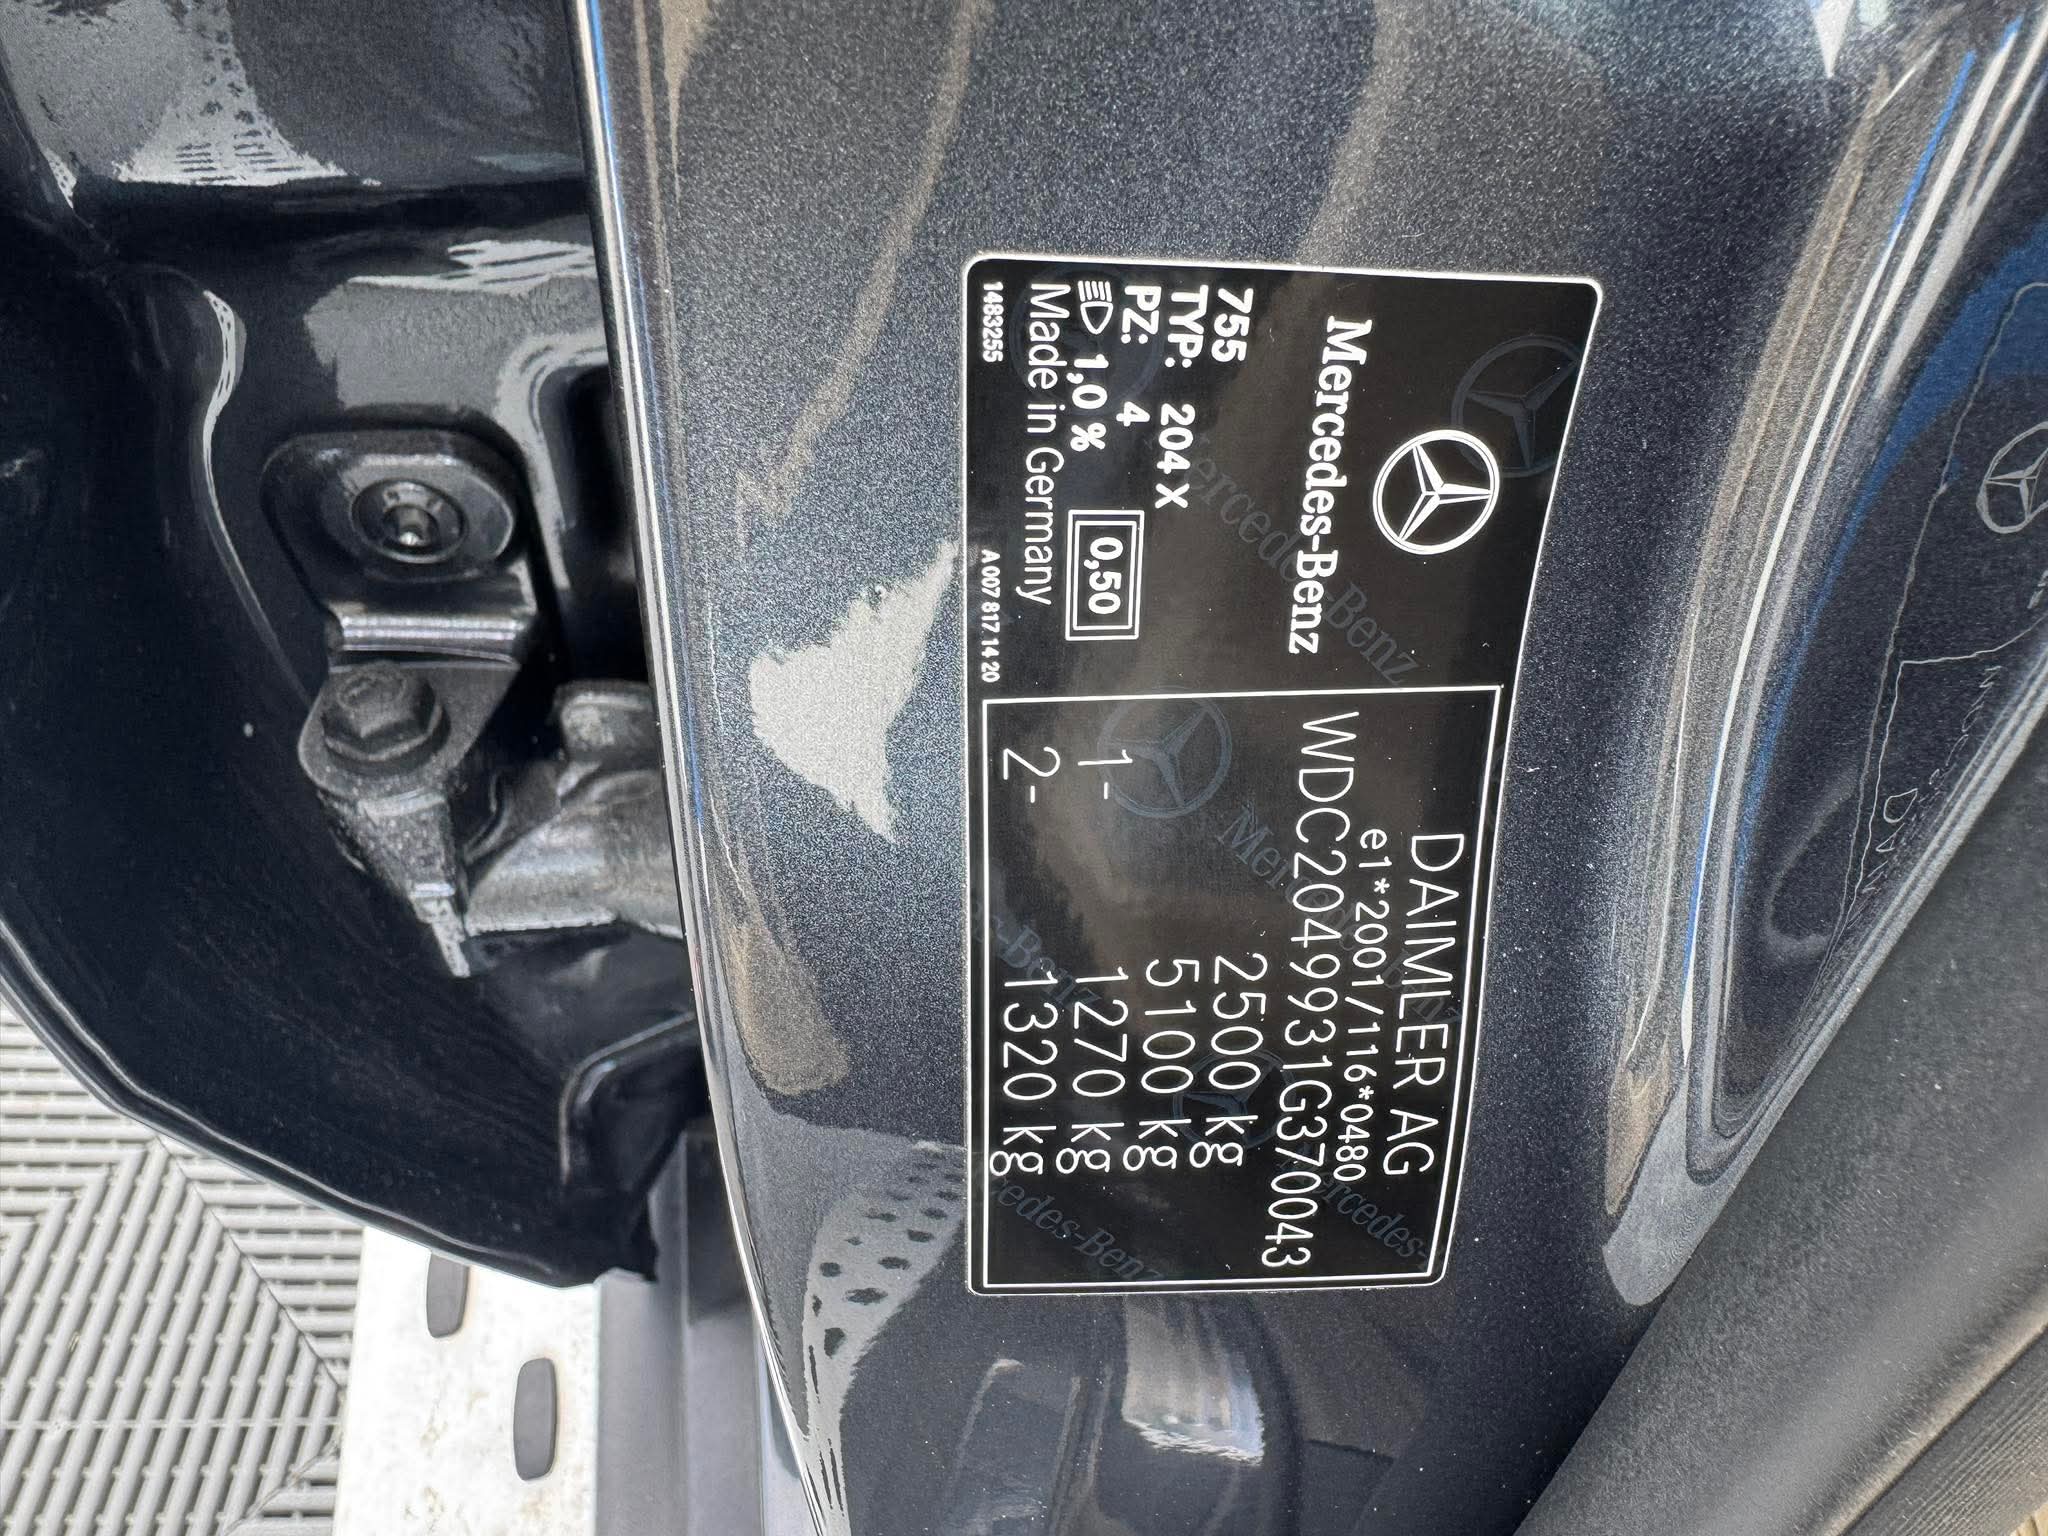 Mercedes-Benz
755
TYP: 204 X
PZ: 4
1,0 %
0,50
Made in Germany
1483255
A 007 817 14 20
DAIMLER AG
e1*2001/116*0480
WDC2049931G370043
2500 kg
5100 kg
1- 1270 kg
2- 1320 kg